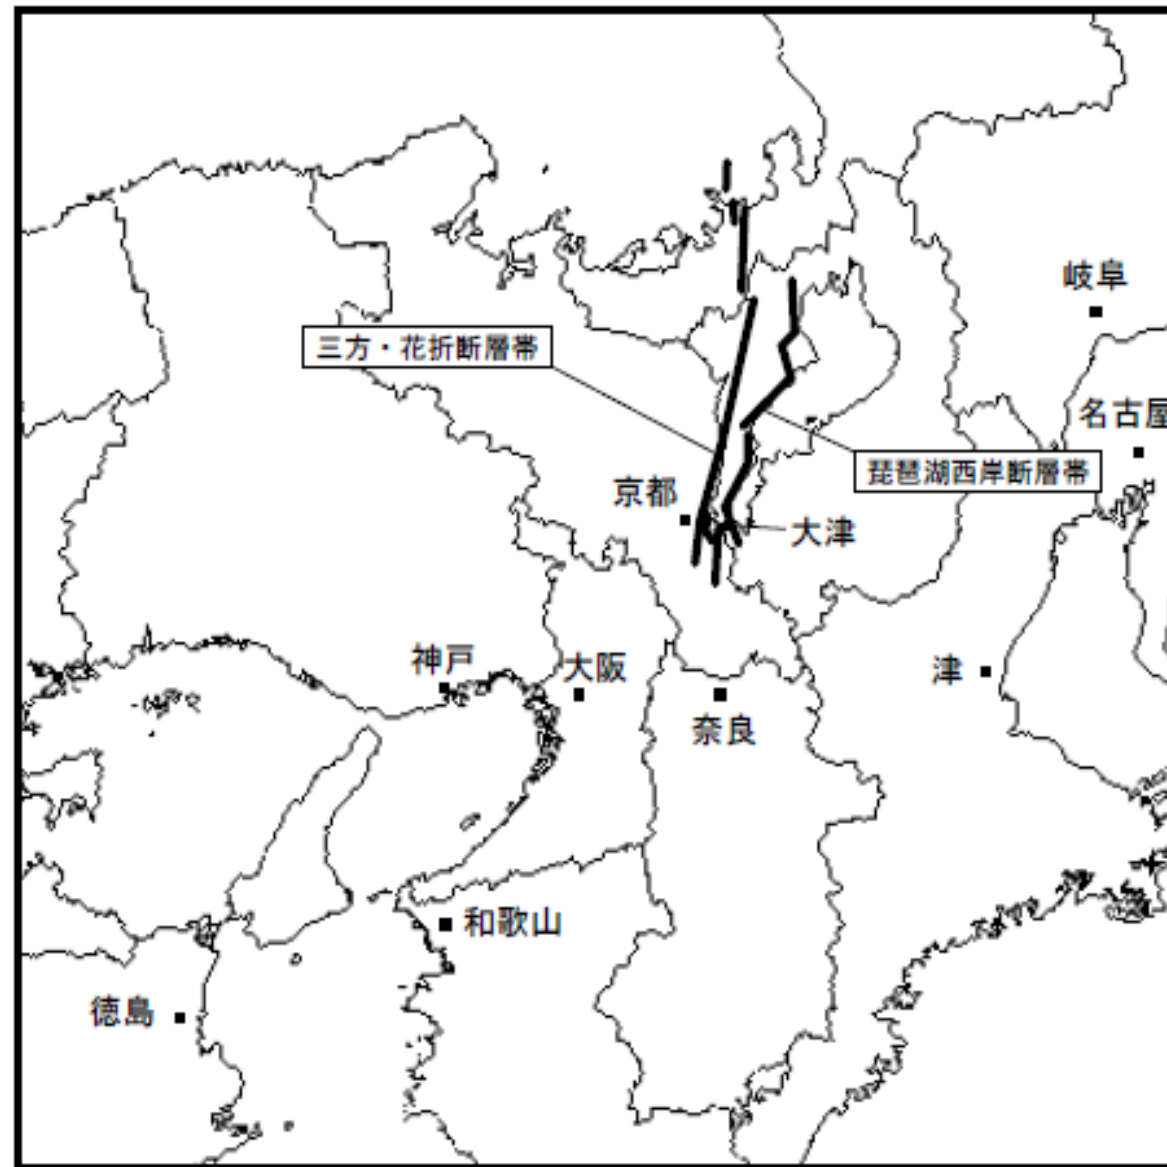 岐阜
三方・花折断層帯
名古屋
琵琶湖西岸断層帯
京都
大津
神戸
大阪
津
奈良
和歌山
徳島